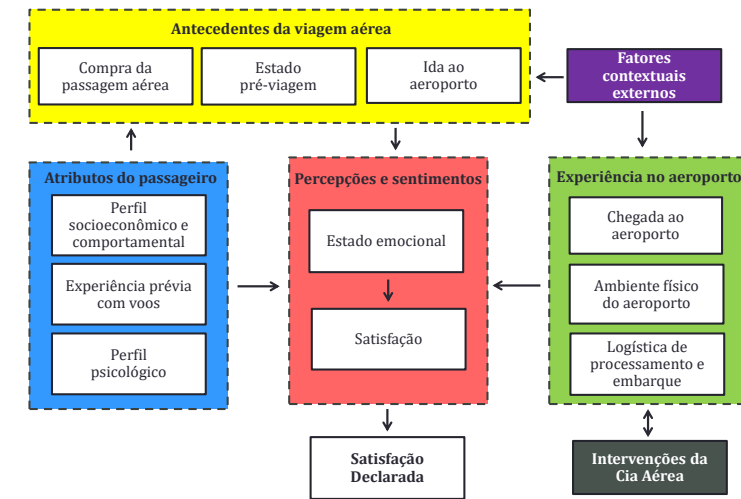 Antecedentes da viagem aérea
Compra da
passagem aérea
Estado
pré-viagem
Ida ao
aeroporto
Fatores
contextuais
externos
Atributos do passageiro
Perfil
socioeconômico e
comportamental
Experiência prévia
com voos
Perfil
psicológico
Percepções e sentimentos
Estado emocional
Satisfação
Experiência no aeroporto
Chegada ao
aeroporto
Ambiente físico
do aeroporto
Logística de
processamento e
embarque
Satisfação
Declarada
Intervenções da
Cia Aérea